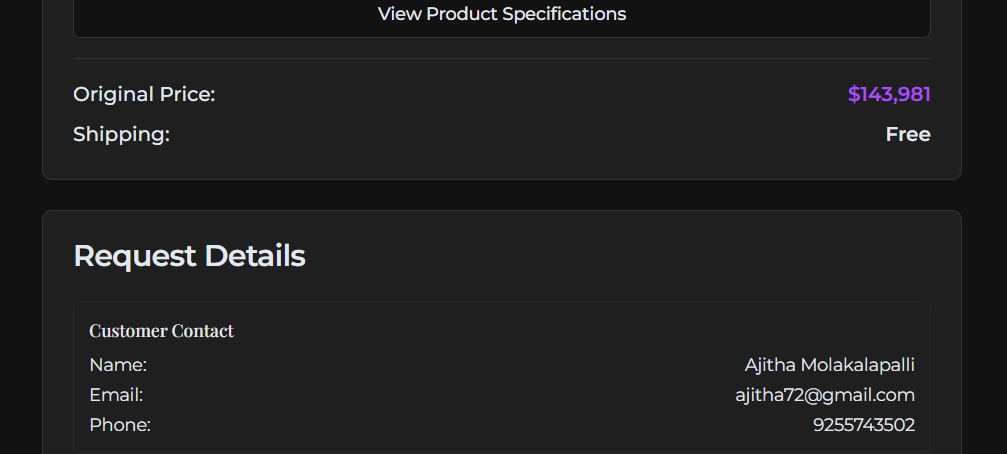 View Product Specifications
Original Price: $143,981
Shipping: Free
Request Details
Customer Contact
Name: Ajitha Molakalapalli
Email: ajitha72@gmail.com
Phone: 9255743502